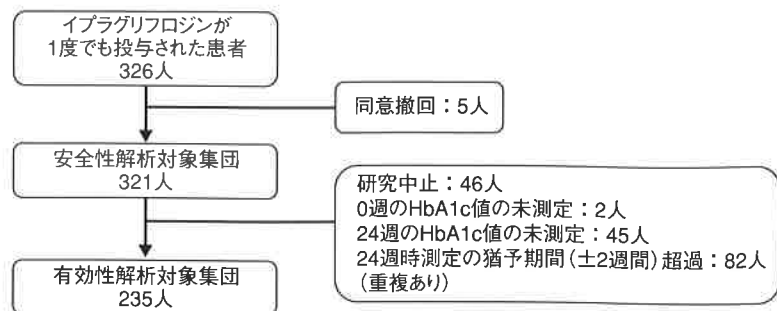 イプラグリフロジンが
1度でも投与された患者
326人
同意撤回：5人
安全性解析対象集団
321人
研究中止：46人
0週のHbA1c値の未測定：2人
24週のHbA1c値の未測定：45人
24週時測定の猶予期間（±2週間）超過：82人
（重複あり）
有効性解析対象集団
235人